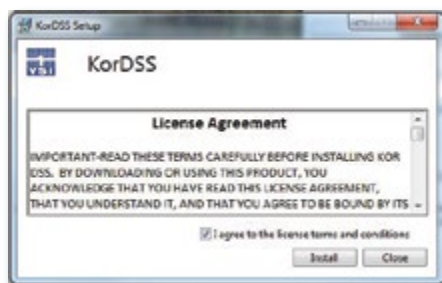 KorDSS Setup
YSI
KorDSS
License Agreement
IMPORTANT-READ THESE TERMS CAREFULLY BEFORE INSTALLING KOR
DSS. BY DOWNLOADING OR USING THIS PRODUCT, YOU
ACKNOWLEDGE THAT YOU HAVE READ THIS LICENSE AGREEMENT,
THAT YOU UNDERSTAND IT, AND THAT YOU AGREE TO BE BOUND BY ITS
I agree to the license terms and conditions
Install Close